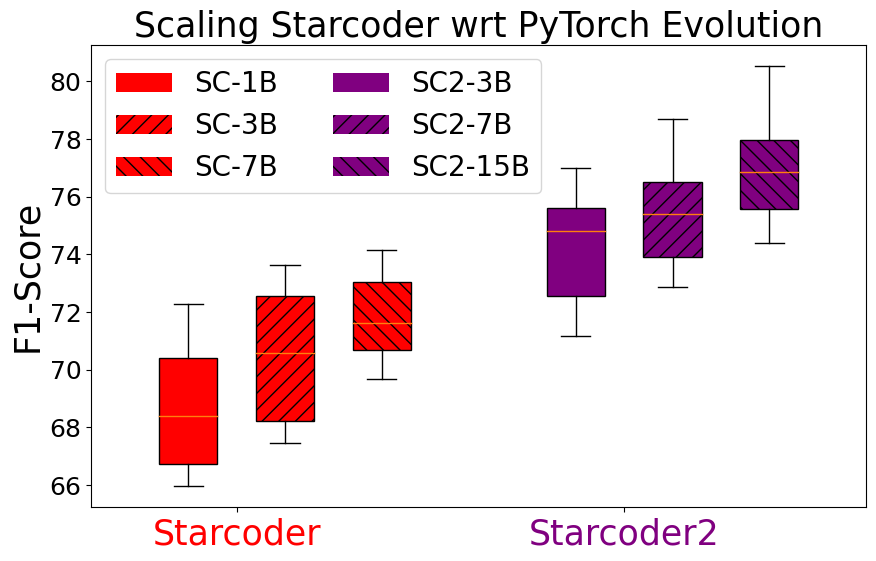 Scaling Starcoder wrt PyTorch Evolution
F1-Score
80
78
76
74
72
70
68
66
SC-1B
SC-3B
SC-7B
SC2-3B
SC2-7B
SC2-15B
Starcoder
Starcoder2